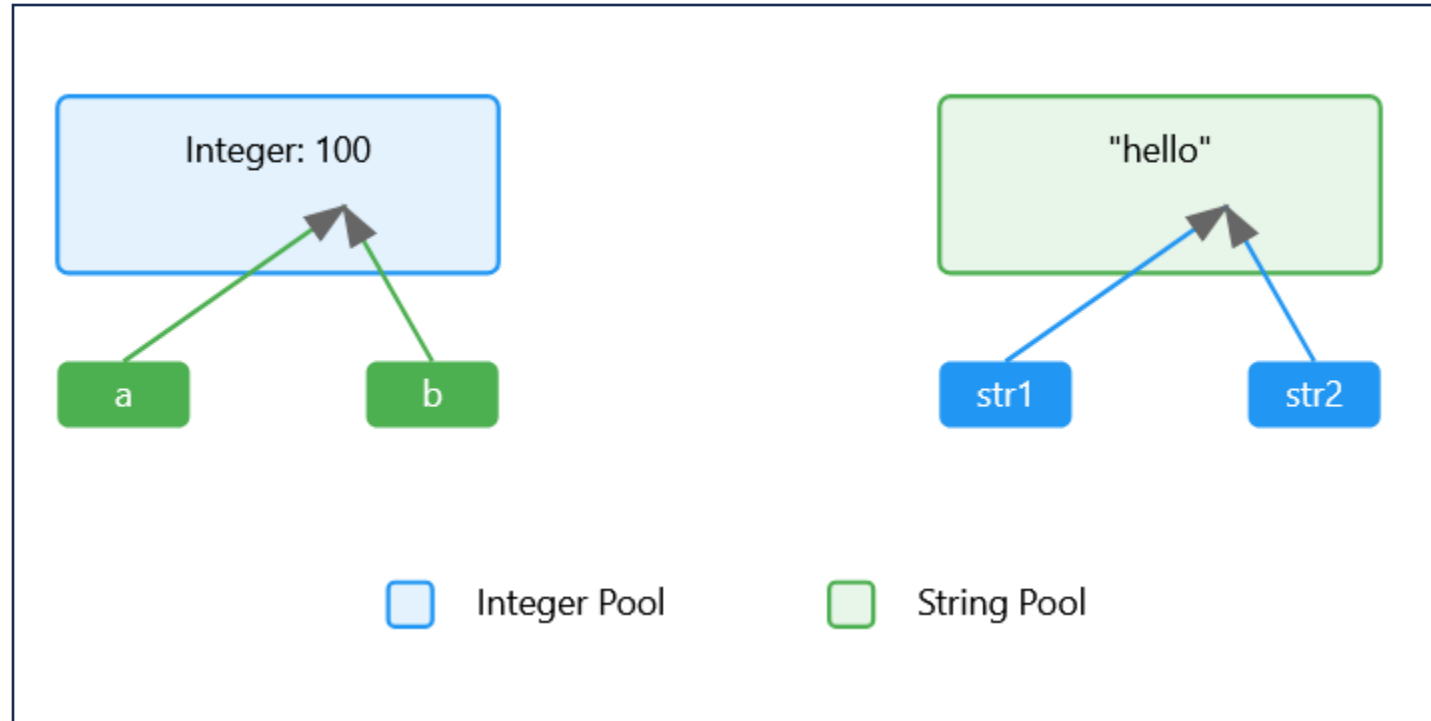 Integer: 100
"hello"
a
b
str1
str2
Integer Pool
String Pool